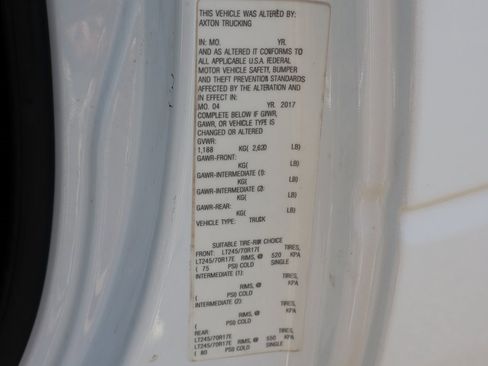 THIS VEHICLE WAS ALTERED BY:
AXTON TRUCKING
IN: MO. YR.
AND AS ALTERED IT CONFORMS TO
ALL APPLICABLE U.S.A. FEDERAL
MOTOR VEHICLE SAFETY, BUMPER
AND THEFT PREVENTION STANDARDS
AFFECTED BY THE ALTERATION AND
IN EFFECT IN:
MO. 04 YR. 2017
COMPLETE BELOW IF GVWR,
GAWR, OR VEHICLE TYPE IS
CHANGED OR ALTERED
GVWR:
1,188 KG( 2,620 LB)
GAWR-FRONT:
KG( LB)
GAWR-INTERMEDIATE (1):
KG( LB)
GAWR-INTERMEDIATE (2):
KG( LB)
GAWR-REAR:
KG( LB)
VEHICLE TYPE: TRUCK
SUITABLE TIRE-RIM CHOICE
FRONT: LT245/70R17E TIRES,
LT245/70R17E RIMS, @ 520 KPA
( 75 PSI) COLD SINGLE
INTERMEDIATE (1): TIRES,
RIMS, @ KPA
( PSI) COLD
INTERMEDIATE (2): TIRES,
RIMS, @ KPA
( PSI) COLD
REAR:
LT245/70R17E TIRES,
LT245/70R17E RIMS, @ 550 KPA
( 80 PSI) COLD SINGLE